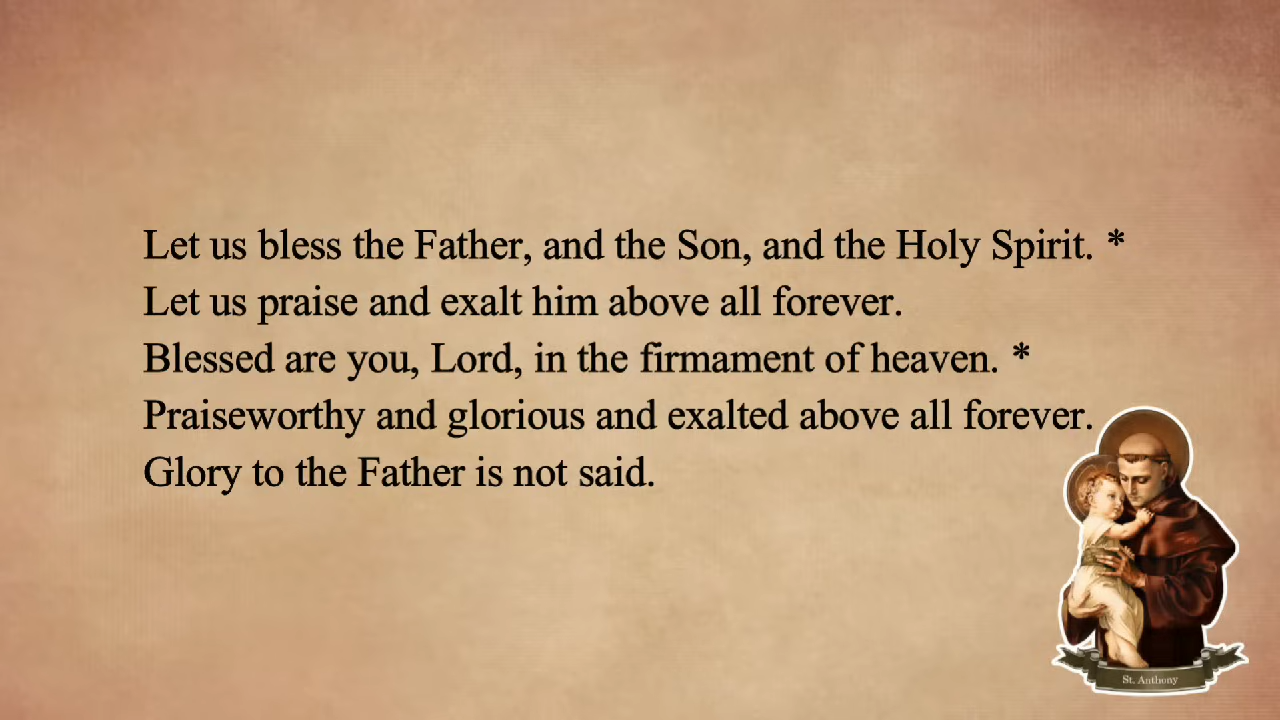 Let us bless the Father, and the Son, and the Holy Spirit. *
Let us praise and exalt him above all forever.
Blessed are you, Lord, in the firmament of heaven. *
Praiseworthy and glorious and exalted above all forever.
Glory to the Father is not said.
St. Anthony